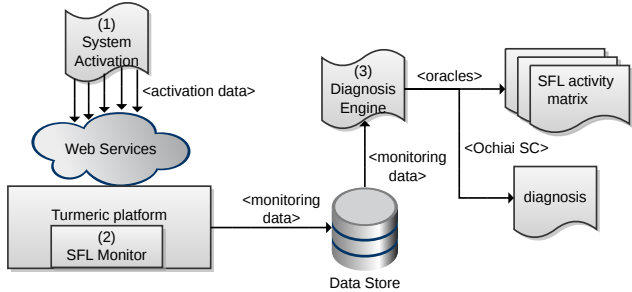 (1)
System
Activation
<activation data>
Web Services
Turmeric platform
(2)
SFL Monitor
<monitoring
data>
Data Store
<monitoring
data>
(3)
Diagnosis
Engine
<oracles>
SFL activity
matrix
<Ochiai SC>
diagnosis